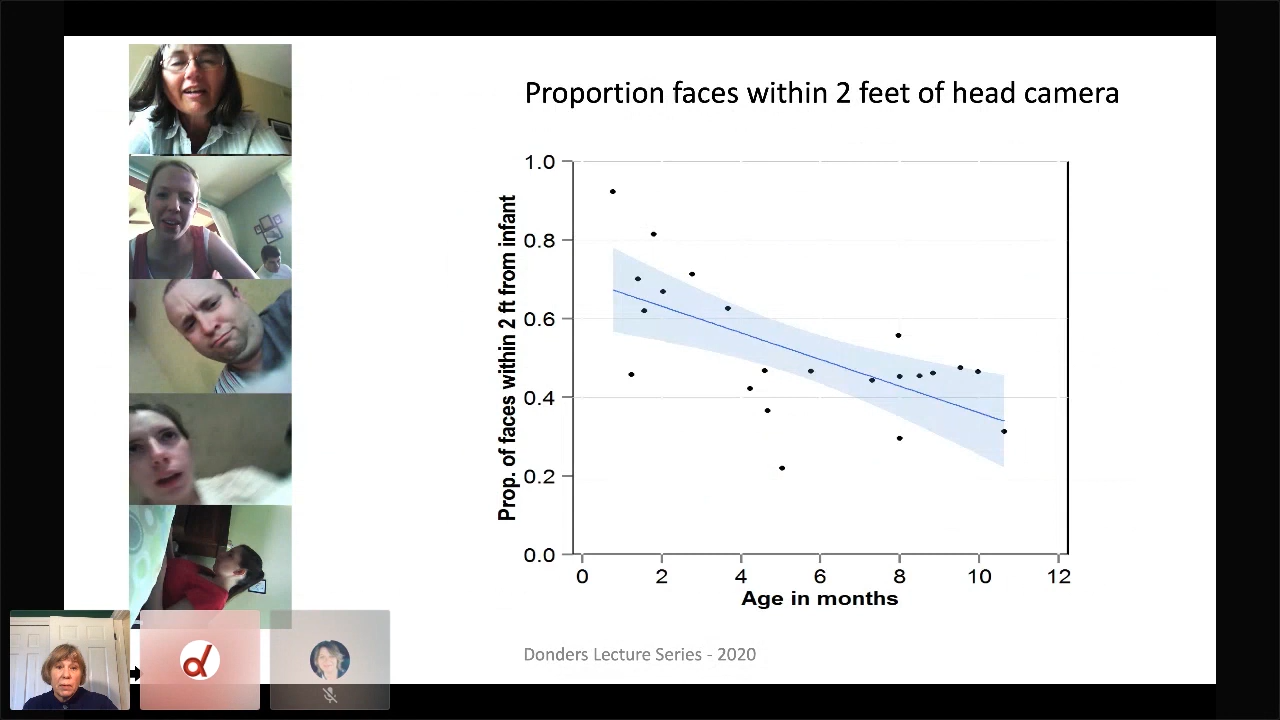 Proportion faces within 2 feet of head camera
Prop. of faces within 2 ft from infant
1.0
0.8
0.6
0.4
0.2
0.0
0 2 4 6 8 10 12
Age in months
Donders Lecture Series - 2020